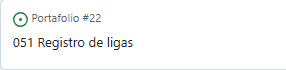 Portafolio #22
051 Registro de ligas